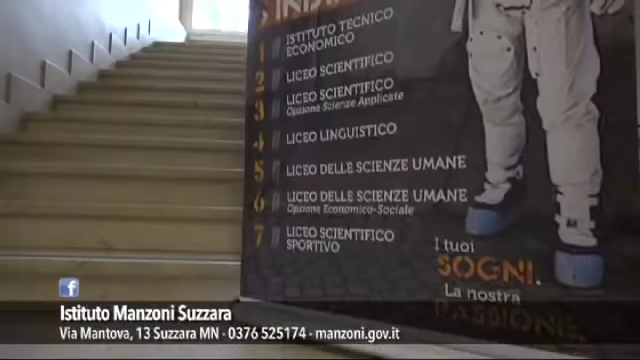 1 ISTITUTO TECNICO
ECONOMICO
2 LICEO SCIENTIFICO
3 LICEO SCIENTIFICO
Opzione Scienze Applicate
4 LICEO LINGUISTICO
5 LICEO DELLE SCIENZE UMANE
6 LICEO DELLE SCIENZE UMANE
Opzione Economico-Sociale
7 LICEO SCIENTIFICO
SPORTIVO
I tuoi
SOGNI.
La nostra
PASSIONE.
f
Istituto Manzoni Suzzara
Via Mantova, 13 Suzzara MN - 0376 525174 - manzoni.gov.it